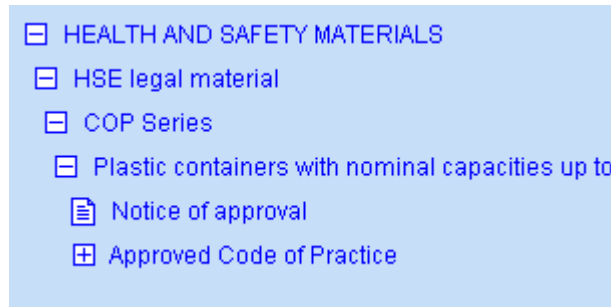 HEALTH AND SAFETY MATERIALS
HSE legal material
COP Series
Plastic containers with nominal capacities up to
Notice of approval
Approved Code of Practice